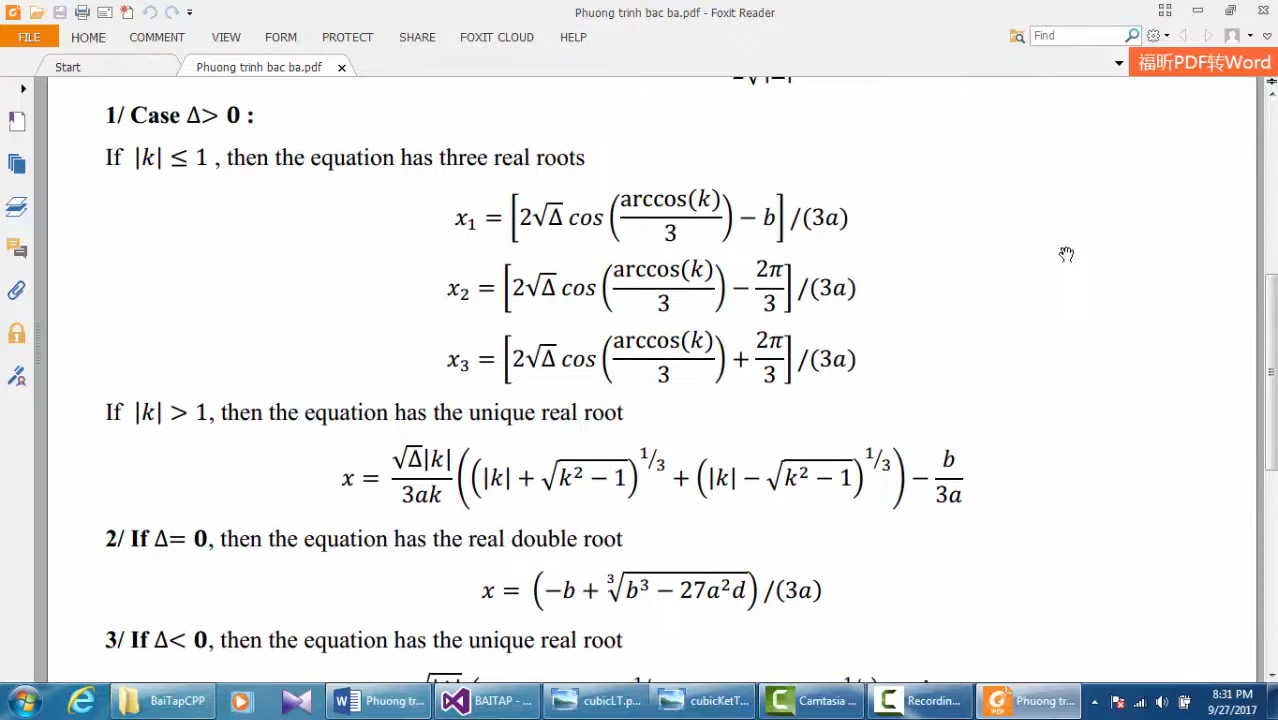 Phuong trinh bac ba.pdf - Foxit Reader
FILE HOME COMMENT VIEW FORM PROTECT SHARE FOXIT CLOUD HELP Find
Start Phuong trinh bac ba.pdf 福昕PDF转Word
1/ Case Δ> 0 :
If |k| ≤ 1 , then the equation has three real roots
x₁ = [2√Δ cos (arccos(k)/3) − b] /(3a)
x₂ = [2√Δ cos (arccos(k)/3) − 2π/3] /(3a)
x₃ = [2√Δ cos (arccos(k)/3) + 2π/3] /(3a)
If |k| > 1, then the equation has the unique real root
x = √Δ|k|/3ak ((|k| + √(k² − 1))^1/3 + (|k| − √(k² − 1))^1/3) − b/3a
2/ If Δ= 0, then the equation has the real double root
x = (−b + ∛(b³ − 27a²d)) /(3a)
3/ If Δ< 0, then the equation has the unique real root
BaiTapCPP Phuong tr... BAITAP - ... cubicLT.p... cubicKetT... Camtasia ... Recordin... Phuong tr... 8:31 PM
9/27/2017